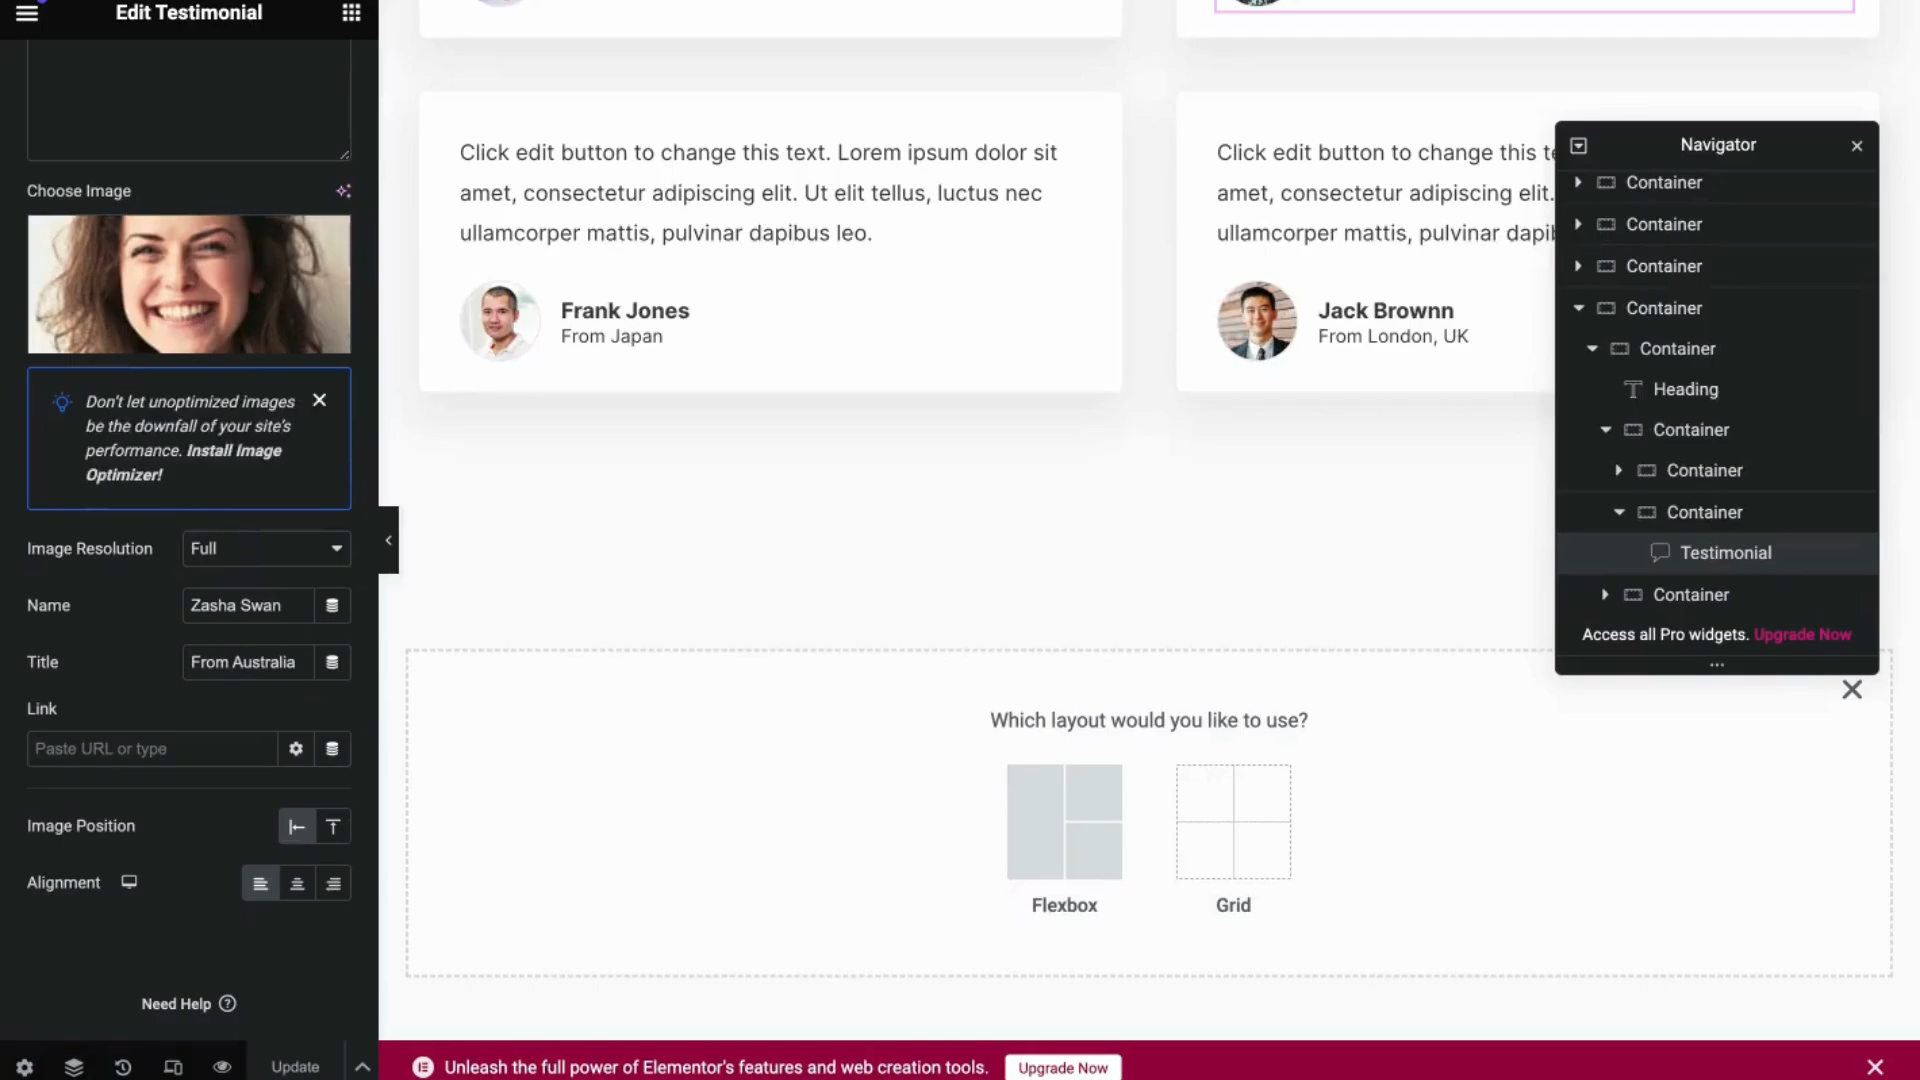 Edit Testimonial
Choose Image
Don't let unoptimized images
be the downfall of your site's
performance. Install Image
Optimizer!
Image Resolution
Full
Name
Zasha Swan
Title
From Australia
Link
Paste URL or type
Image Position
Alignment
Need Help
Update
Click edit button to change this text. Lorem ipsum dolor sit
amet, consectetur adipiscing elit. Ut elit tellus, luctus nec
ullamcorper mattis, pulvinar dapibus leo.
Frank Jones
From Japan
Click edit button to change this te
amet, consectetur adipiscing elit.
ullamcorper mattis, pulvinar dapib
Jack Brownn
From London, UK
Navigator
Container
Container
Container
Container
Container
Heading
Container
Container
Container
Testimonial
Container
Access all Pro widgets. Upgrade Now
Which layout would you like to use?
Flexbox
Grid
Unleash the full power of Elementor's features and web creation tools.
Upgrade Now